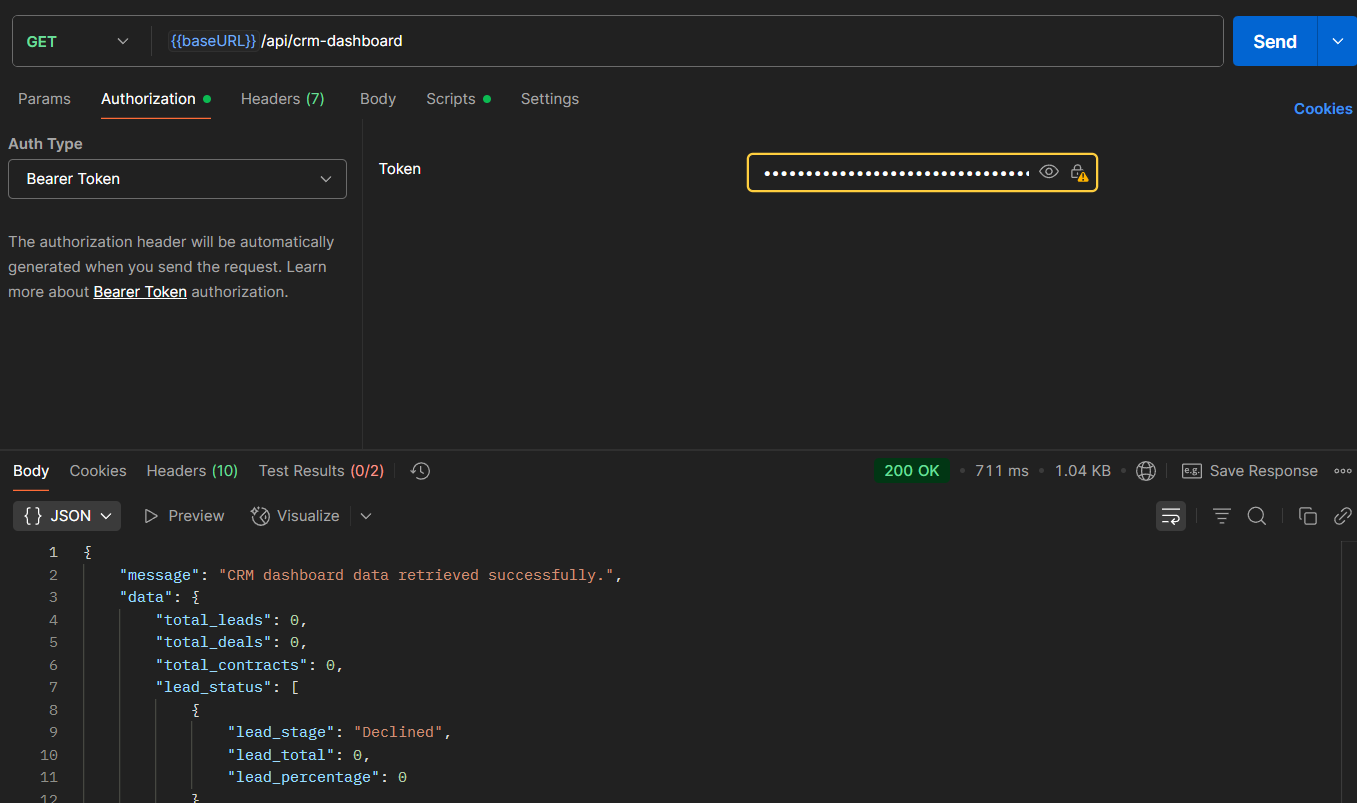 GET {{baseURL}} /api/crm-dashboard Send
Params Authorization Headers (7) Body Scripts Settings Cookies
Auth Type
Bearer Token
Token
The authorization header will be automatically
generated when you send the request. Learn
more about Bearer Token authorization.
Body Cookies Headers (10) Test Results (0/2) 200 OK • 711 ms • 1.04 KB • e.g. Save Response
{} JSON Preview Visualize
1 {
2 "message": "CRM dashboard data retrieved successfully.",
3 "data": {
4 "total_leads": 0,
5 "total_deals": 0,
6 "total_contracts": 0,
7 "lead_status": [
8 {
9 "lead_stage": "Declined",
10 "lead_total": 0,
11 "lead_percentage": 0
12 }